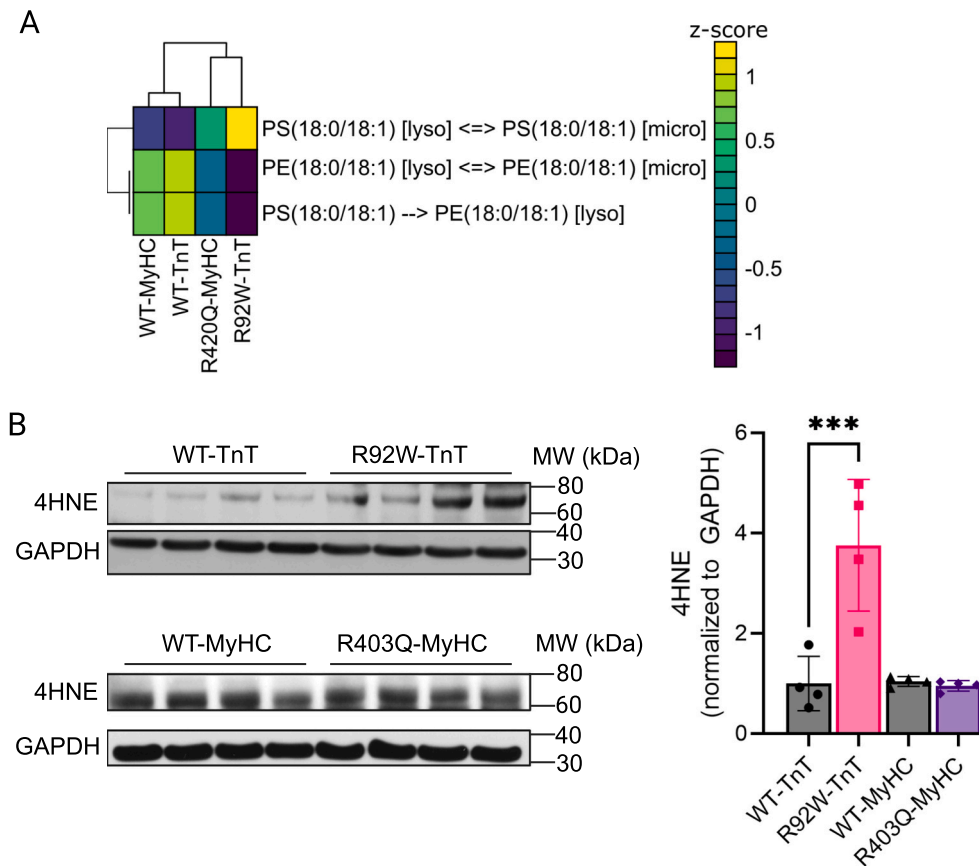 A
z-score
PS(18:0/18:1) [lyso] <=> PS(18:0/18:1) [micro]
PE(18:0/18:1) [lyso] <=> PE(18:0/18:1) [micro]
PS(18:0/18:1) --> PE(18:0/18:1) [lyso]
1
0.5
0
-0.5
-1
WT-MyHC
WT-TnT
R420Q-MyHC
R92W-TnT
B
WT-TnT
R92W-TnT
MW (kDa)
4HNE
80
60
GAPDH
40
30
WT-MyHC
R403Q-MyHC
MW (kDa)
4HNE
80
60
GAPDH
40
30
***
4HNE
(normalized to GAPDH)
6
4
2
0
WT-TnT
R92W-TnT
WT-MyHC
R403Q-MyHC